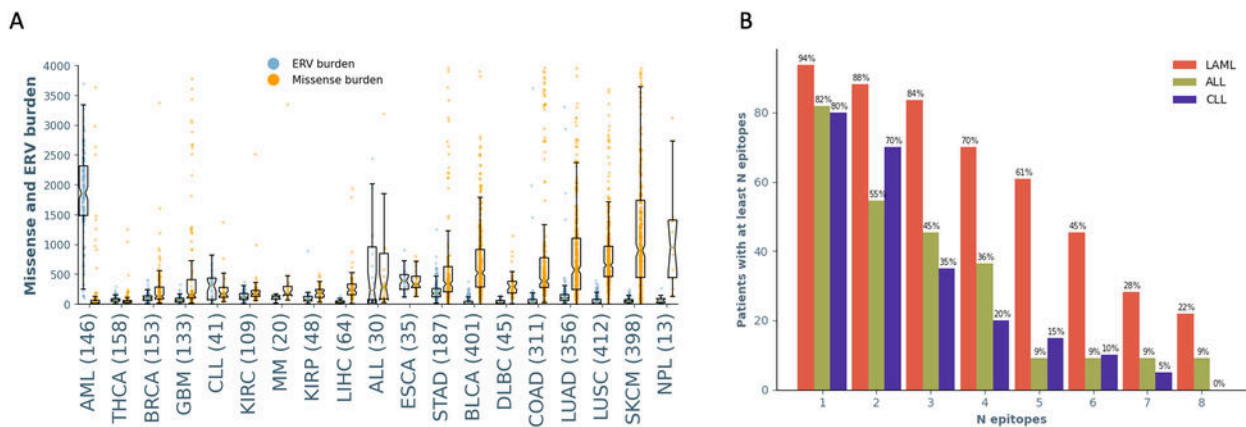 A
ERV burden
Missense burden
Missense and ERV burden
4000
3500
3000
2500
2000
1500
1000
500
0
AML (146)
THCA (158)
BRCA (153)
GBM (133)
CLL (41)
KIRC (109)
MM (20)
KIRP (48)
LIHC (64)
ALL (30)
ESCA (35)
STAD (187)
BLCA (401)
DLBC (45)
COAD (311)
LUAD (356)
LUSC (412)
SKCM (398)
NPL (13)
B
LAML
ALL
CLL
Patients with at least N epitopes
80
60
40
20
0
94%
82%
80%
88%
55%
70%
84%
45%
35%
70%
36%
20%
61%
9%
15%
45%
9%
10%
28%
9%
5%
22%
9%
0%
1 2 3 4 5 6 7 8
N epitopes